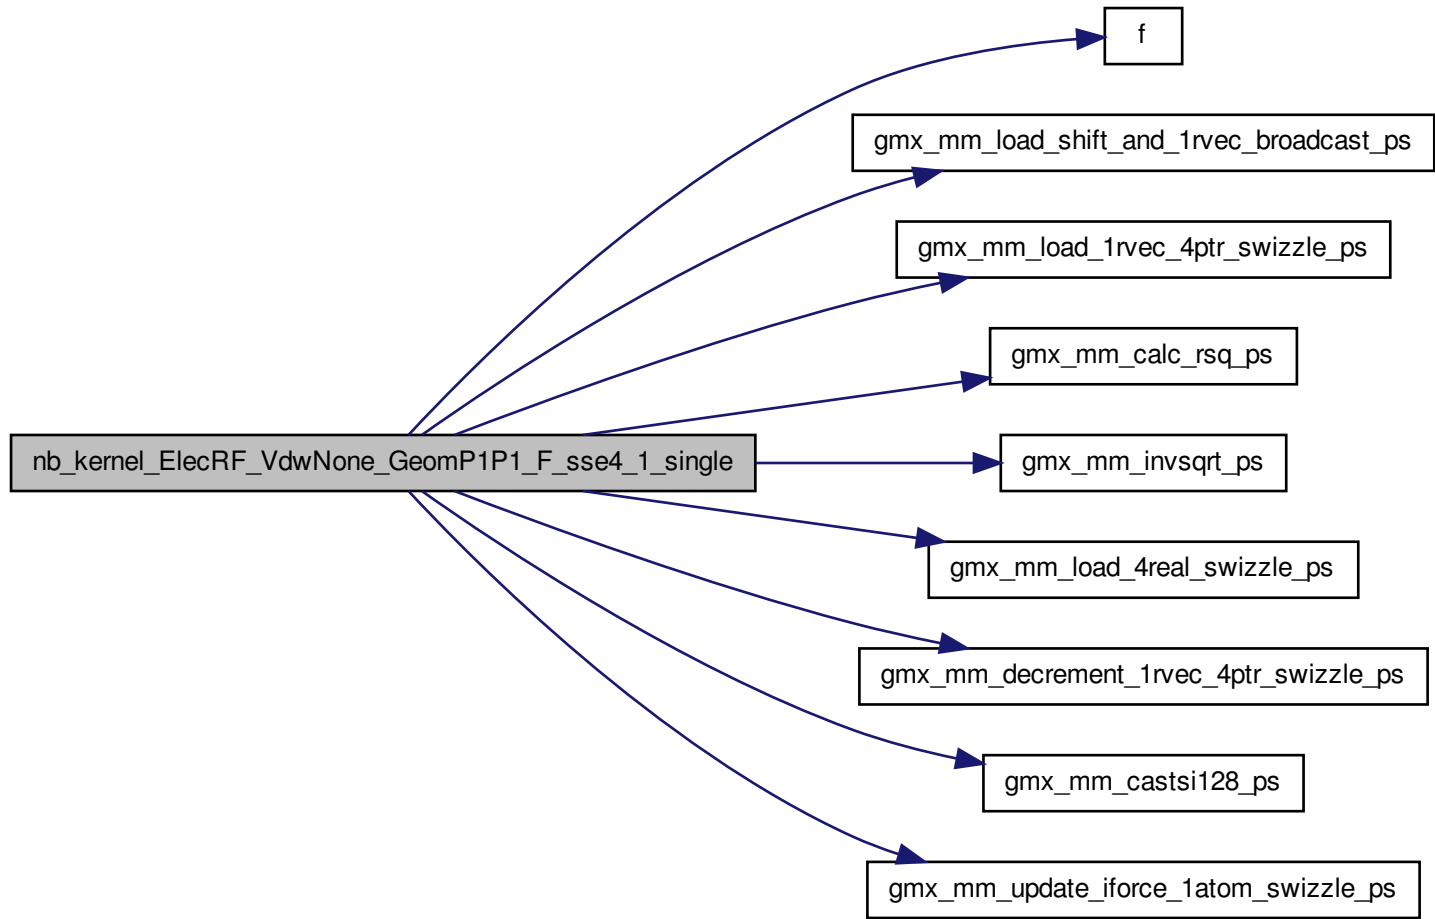 f
gmx_mm_load_shift_and_1rvec_broadcast_ps
gmx_mm_load_1rvec_4ptr_swizzle_ps
gmx_mm_calc_rsq_ps
nb_kernel_ElecRF_VdwNone_GeomP1P1_F_sse4_1_single
gmx_mm_invsqrt_ps
gmx_mm_load_4real_swizzle_ps
gmx_mm_decrement_1rvec_4ptr_swizzle_ps
gmx_mm_castsi128_ps
gmx_mm_update_iforce_1atom_swizzle_ps